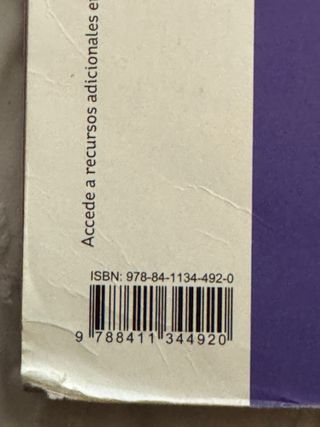 Accede a recursos adicionales e
ISBN: 978-84-1134-492-0
9 788411 344920